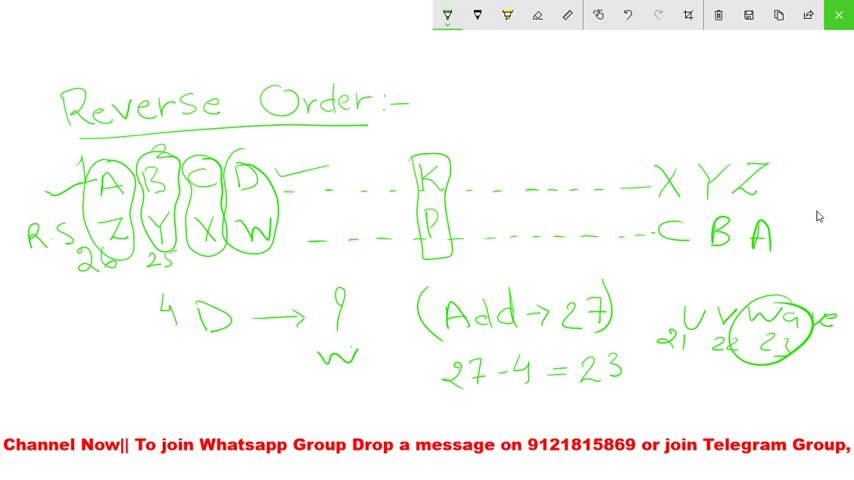 Reverse Order:-
1 2
A B C D - - - - K - - - - - - - X Y Z
R.S Z Y X W - - - - P - - - - - - - C B A
26 25
4 D → ? (Add → 27) U V Wave
W 21 22 23
27 - 4 = 23
Channel Now|| To join Whatsapp Group Drop a message on 9121815869 or join Telegram Group,